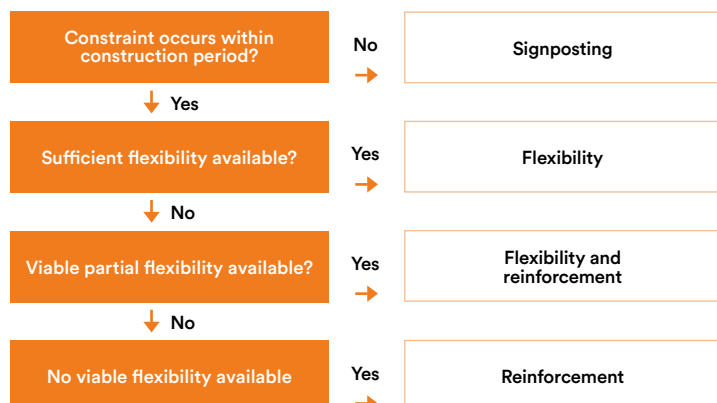 Constraint occurs within
construction period?
No
Signposting
Yes
Sufficient flexibility available?
Yes
Flexibility
No
Viable partial flexibility available?
Yes
Flexibility and
reinforcement
No
No viable flexibility available
Yes
Reinforcement